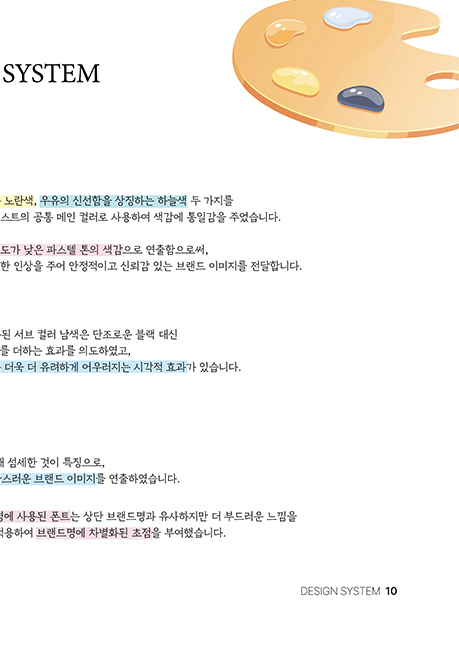 SYSTEM
노란색, 우유의 신선함을 상징하는 하늘색 두 가지를
스트의 공통 메인 컬러로 사용하여 색감에 통일감을 주었습니다.
도가 낮은 파스텔 톤의 색감으로 연출함으로써,
한 인상을 주어 안정적이고 신뢰감 있는 브랜드 이미지를 전달합니다.
된 서브 컬러 남색은 단조로운 블랙 대신
를 더하는 효과를 의도하였고,
더욱 더 유려하게 어우러지는 시각적 효과가 있습니다.
섬세한 것이 특징으로,
스러운 브랜드 이미지를 연출하였습니다.
명에 사용된 폰트는 상단 브랜드명과 유사하지만 더 부드러운 느낌을
적용하여 브랜드명에 차별화된 초점을 부여했습니다.
DESIGN SYSTEM 10